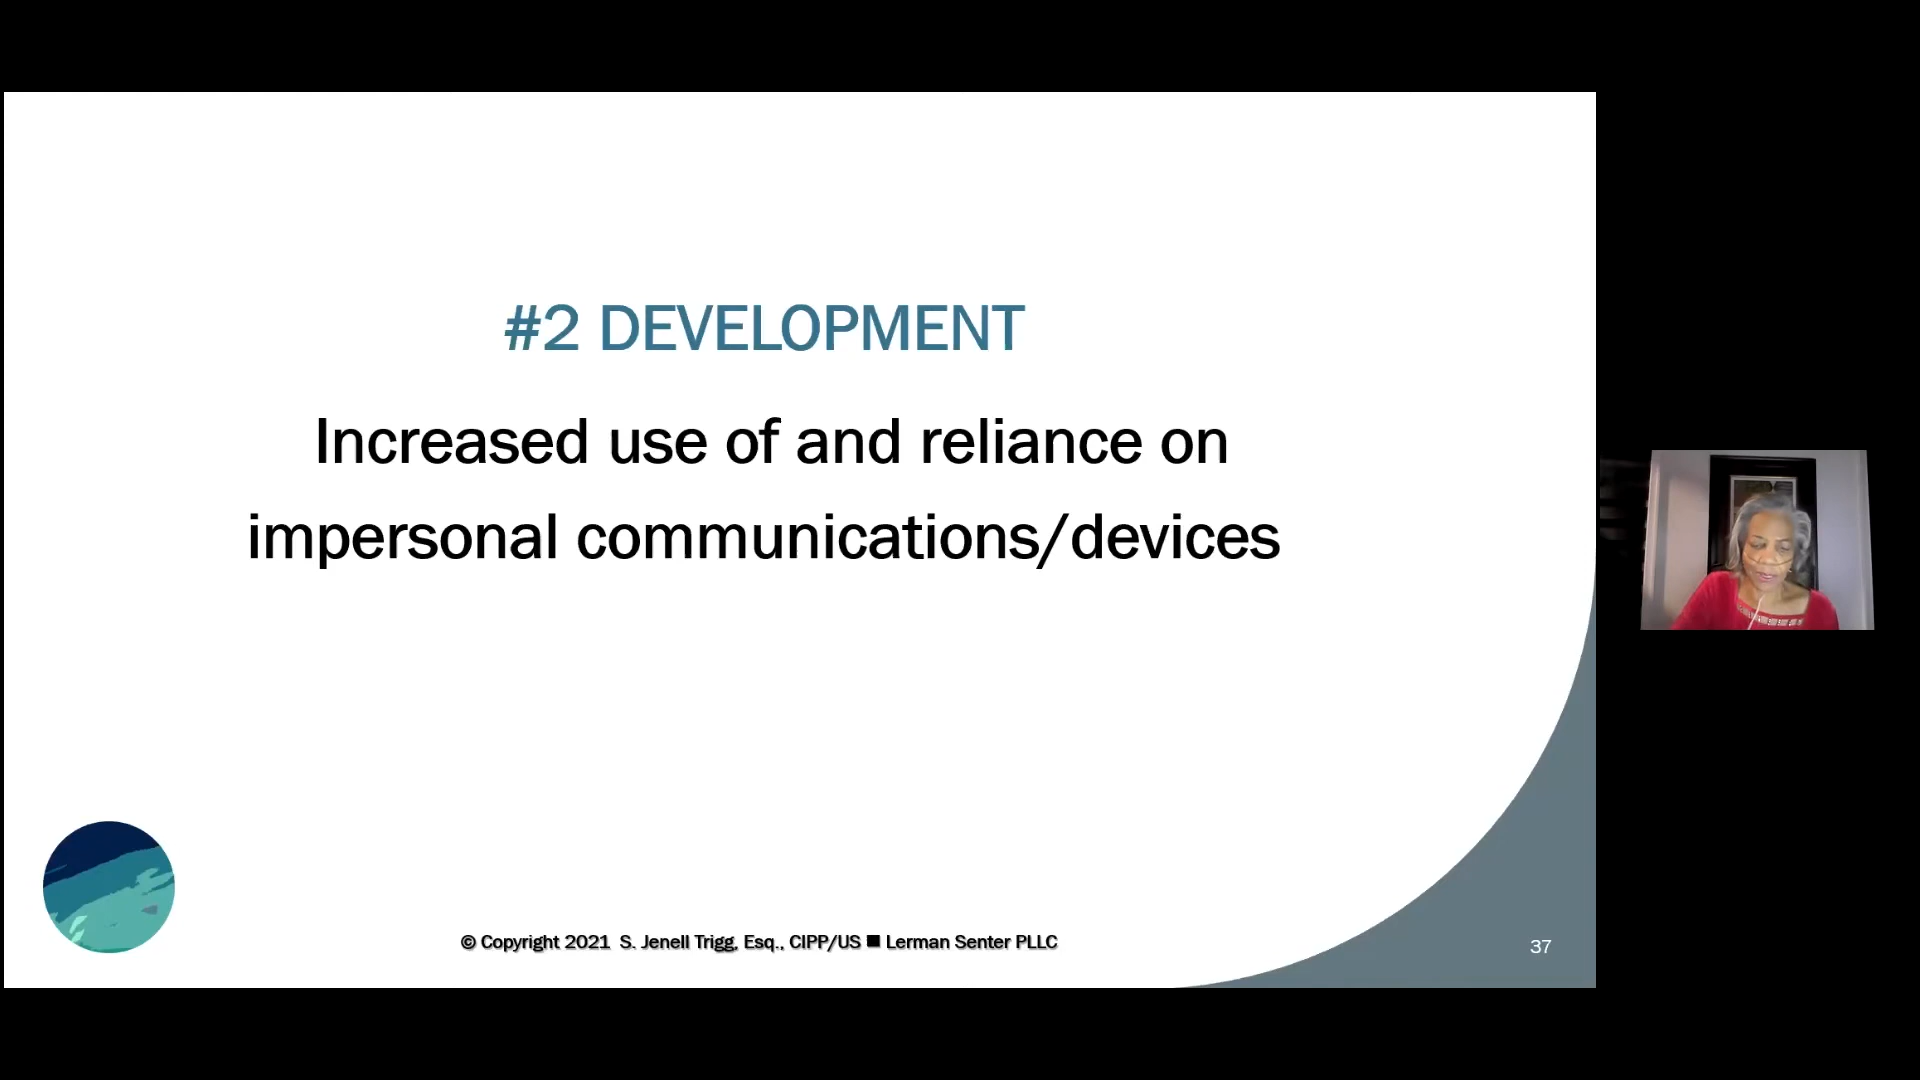 #2 DEVELOPMENT
Increased use of and reliance on
impersonal communications/devices
© Copyright 2021 S. Jenell Trigg, Esq., CIPP/US ■ Lerman Senter PLLC
37